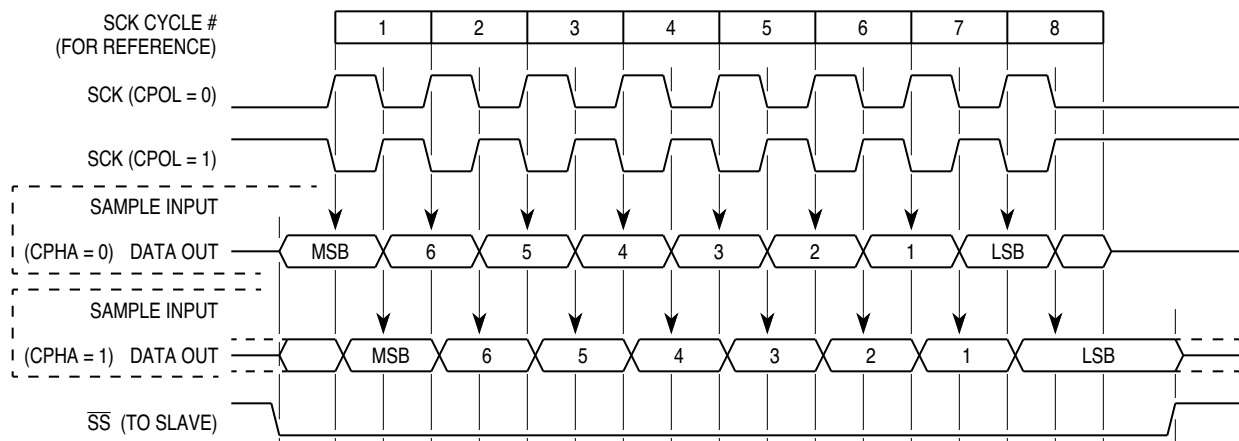 SCK CYCLE # 1 2 3 4 5 6 7 8
(FOR REFERENCE)
SCK (CPOL = 0)
SCK (CPOL = 1)
SAMPLE INPUT
(CPHA = 0) DATA OUT MSB 6 5 4 3 2 1 LSB
SAMPLE INPUT
(CPHA = 1) DATA OUT MSB 6 5 4 3 2 1 LSB
S̅S̅ (TO SLAVE)